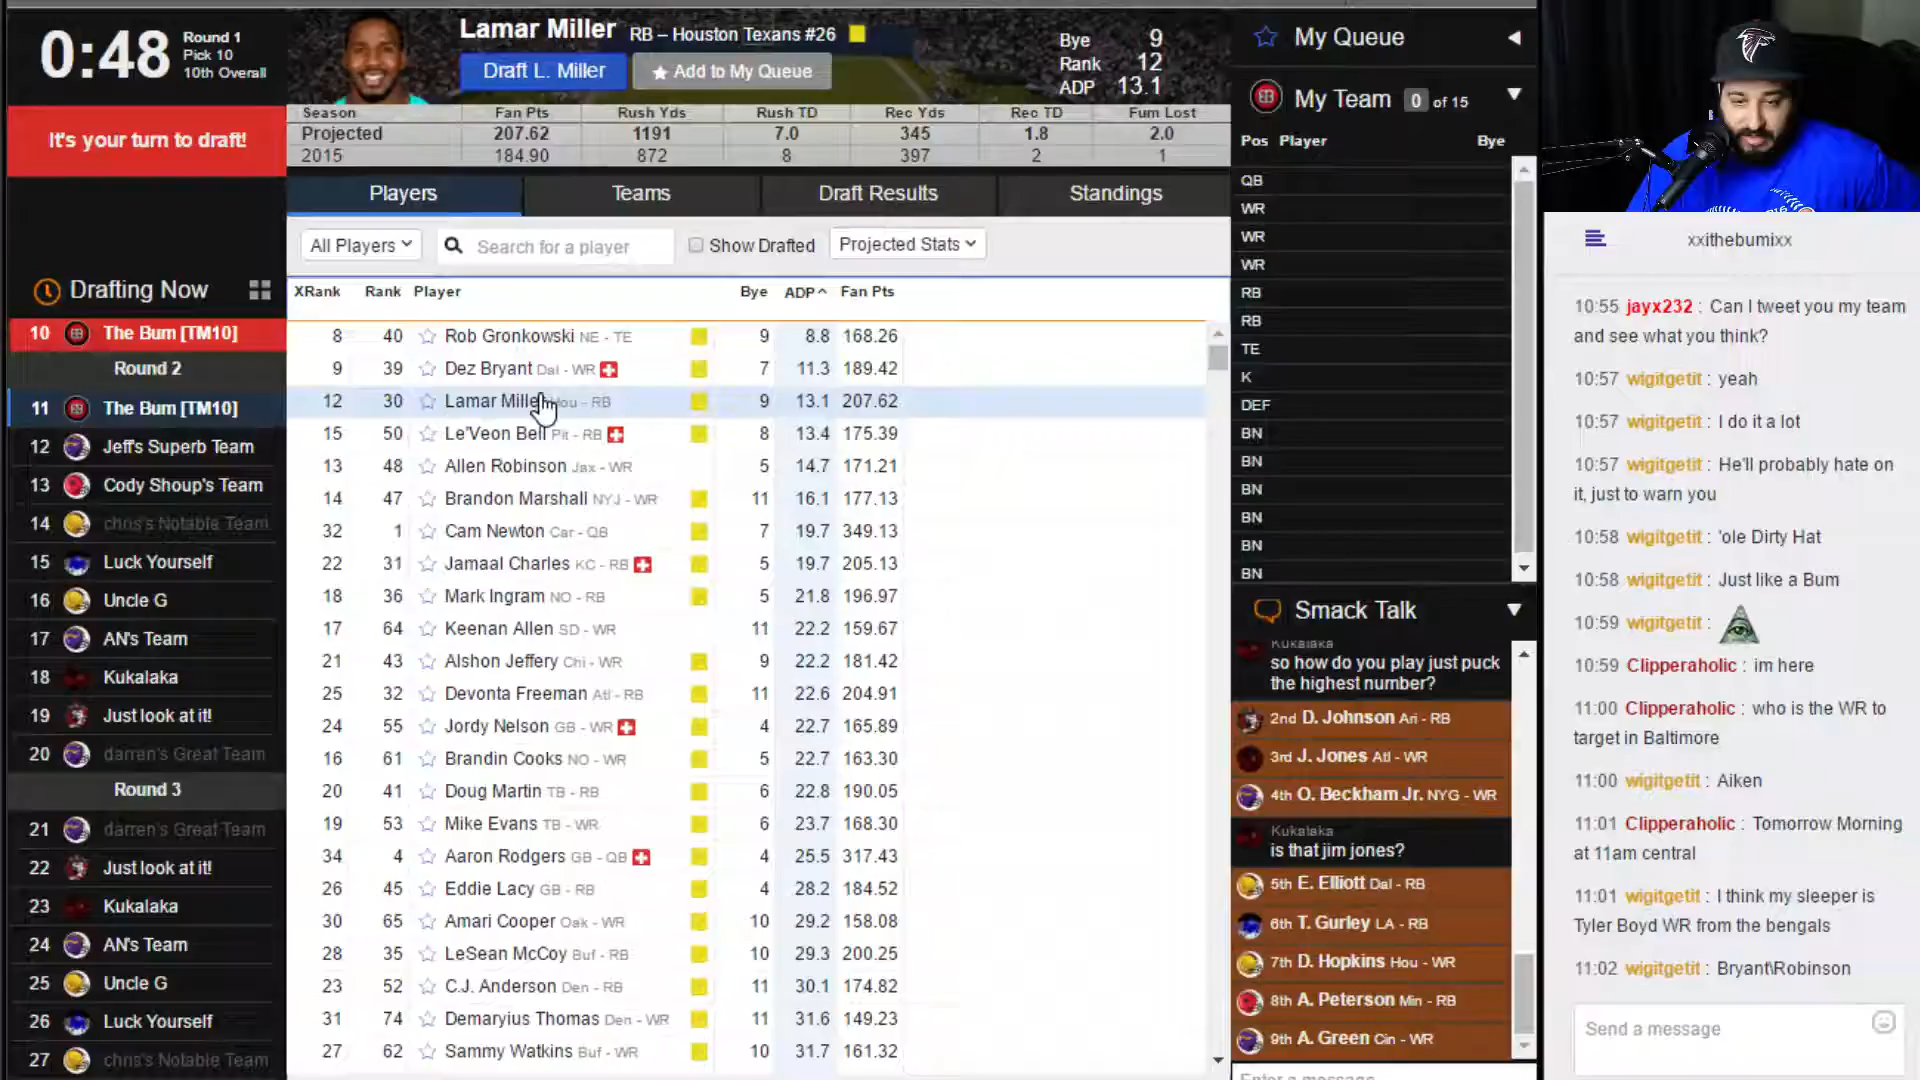 0:48
Round 1
Pick 10
10th Overall
It's your turn to draft!
Drafting Now
10 The Bum [TM10]
Round 2
11 The Bum [TM10]
12 Jeff's Superb Team
13 Cody Shoup's Team
14 chris's Notable Team
15 Luck Yourself
16 Uncle G
17 AN's Team
18 Kukalaka
19 Just look at it!
20 darren's Great Team
Round 3
21 darren's Great Team
22 Just look at it!
23 Kukalaka
24 AN's Team
25 Uncle G
26 Luck Yourself
27 chris's Notable Team
Lamar Miller RB – Houston Texans #26
Draft L. Miller
★ Add to My Queue
Bye 9
Rank 12
ADP 13.1
Season Fan Pts Rush Yds Rush TD Rec Yds Rec TD Fum Lost
Projected 207.62 1191 7.0 345 1.8 2.0
2015 184.90 872 8 397 2 1
Players Teams Draft Results Standings
All Players Search for a player Show Drafted Projected Stats
XRank Rank Player Bye ADP Fan Pts
8 40 Rob Gronkowski NE - TE 9 8.8 168.26
9 39 Dez Bryant Dal - WR 7 11.3 189.42
12 30 Lamar Mille Hou - RB 9 13.1 207.62
15 50 Le'Veon Bell Pit - RB 8 13.4 175.39
13 48 Allen Robinson Jax - WR 5 14.7 171.21
14 47 Brandon Marshall NYJ - WR 11 16.1 177.13
32 1 Cam Newton Car - QB 7 19.7 349.13
22 31 Jamaal Charles KC - RB 5 19.7 205.13
18 36 Mark Ingram NO - RB 5 21.8 196.97
17 64 Keenan Allen SD - WR 11 22.2 159.67
21 43 Alshon Jeffery Chi - WR 9 22.2 181.42
25 32 Devonta Freeman Atl - RB 11 22.6 204.91
24 55 Jordy Nelson GB - WR 4 22.7 165.89
16 61 Brandin Cooks NO - WR 5 22.7 163.30
20 41 Doug Martin TB - RB 6 22.8 190.05
19 53 Mike Evans TB - WR 6 23.7 168.30
34 4 Aaron Rodgers GB - QB 4 25.5 317.43
26 45 Eddie Lacy GB - RB 4 28.2 184.52
30 65 Amari Cooper Oak - WR 10 29.2 158.08
28 35 LeSean McCoy Buf - RB 10 29.3 200.25
23 52 C.J. Anderson Den - RB 11 30.1 174.82
31 74 Demaryius Thomas Den - WR 11 31.6 149.23
27 62 Sammy Watkins Buf - WR 10 31.7 161.32
My Queue
My Team 0 of 15
Pos Player Bye
QB
WR
WR
WR
RB
RB
TE
K
DEF
BN
BN
BN
BN
BN
BN
Smack Talk
Kukalaka
so how do you play just puck
the highest number?
2nd D. Johnson Ari - RB
3rd J. Jones Atl - WR
4th O. Beckham Jr. NYG - WR
Kukalaka
is that jim jones?
5th E. Elliott Dal - RB
6th T. Gurley LA - RB
7th D. Hopkins Hou - WR
8th A. Peterson Min - RB
9th A. Green Cin - WR
Enter a message
xxithebumixx
10:55 jayx232 : Can I tweet you my team
and see what you think?
10:57 wigitgetit : yeah
10:57 wigitgetit : I do it a lot
10:57 wigitgetit : He'll probably hate on
it, just to warn you
10:58 wigitgetit : 'ole Dirty Hat
10:58 wigitgetit : Just like a Bum
10:59 wigitgetit :
10:59 Clipperaholic : im here
11:00 Clipperaholic : who is the WR to
target in Baltimore
11:00 wigitgetit : Aiken
11:01 Clipperaholic : Tomorrow Morning
at 11am central
11:01 wigitgetit : I think my sleeper is
Tyler Boyd WR from the bengals
11:02 wigitgetit : Bryant\Robinson
Send a message